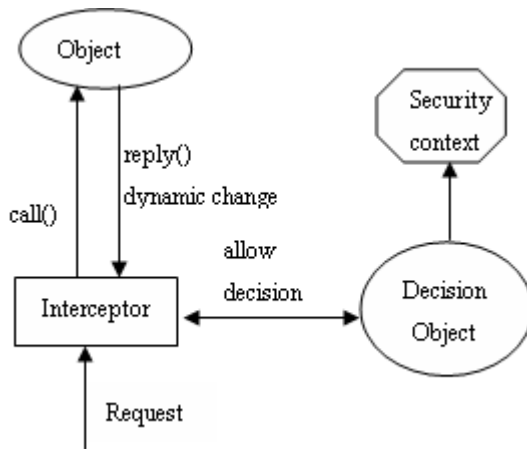 Object
Security
context
reply()
dynamic change
call()
allow
decision
Interceptor
Decision
Object
Request